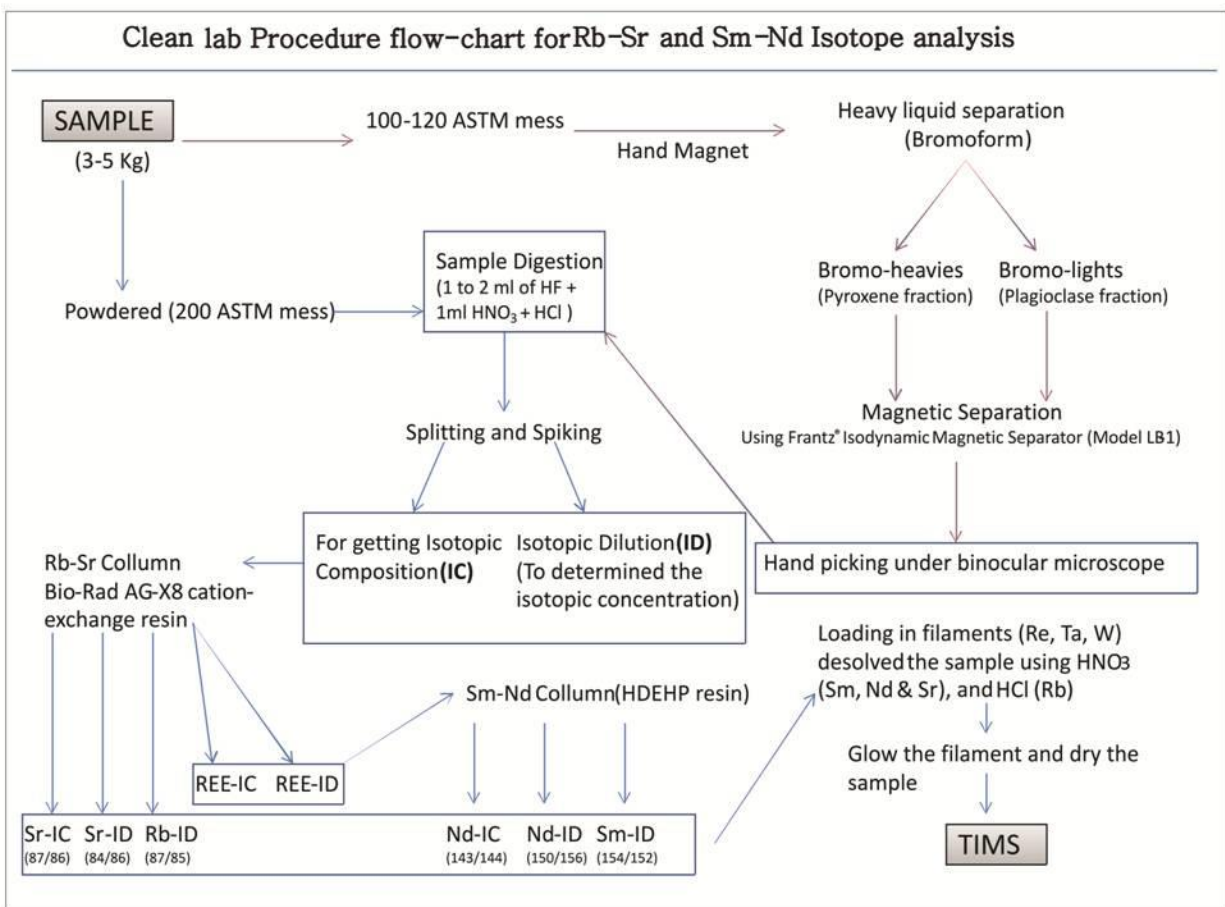 Clean lab Procedure flow-chart for Rb-Sr and Sm-Nd Isotope analysis
SAMPLE
(3-5 Kg)
100-120 ASTM mess
Hand Magnet
Heavy liquid separation
(Bromoform)
Bromo-heavies
(Pyroxene fraction)
Bromo-lights
(Plagioclase fraction)
Powdered (200 ASTM mess)
Sample Digestion
(1 to 2 ml of HF +
1ml HNO₃ + HCl )
Magnetic Separation
Using Frantz® Isodynamic Magnetic Separator (Model LB1)
Splitting and Spiking
For getting Isotopic
Composition(IC)
Isotopic Dilution(ID)
(To determined the
isotopic concentration)
Hand picking under binocular microscope
Rb-Sr Collumn
Bio-Rad AG-X8 cation-
exchange resin
Sm-Nd Collumn(HDEHP resin)
Loading in filaments (Re, Ta, W)
desolved the sample using HNO3
(Sm, Nd & Sr), and HCl (Rb)
Glow the filament and dry the
sample
REE-IC REE-ID
Sr-IC Sr-ID Rb-ID
(87/86) (84/86) (87/85)
Nd-IC Nd-ID Sm-ID
(143/144) (150/156) (154/152)
TIMS